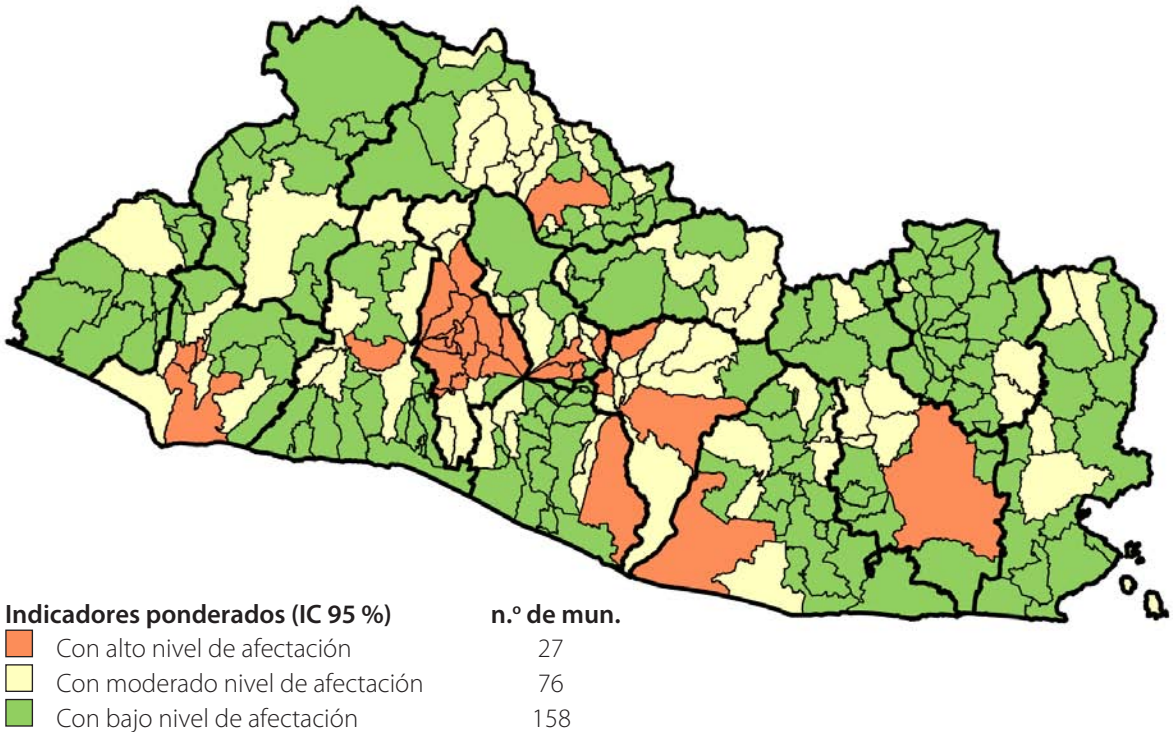 Indicadores ponderados (IC 95 %) n.º de mun.
Con alto nivel de afectación 27
Con moderado nivel de afectación 76
Con bajo nivel de afectación 158